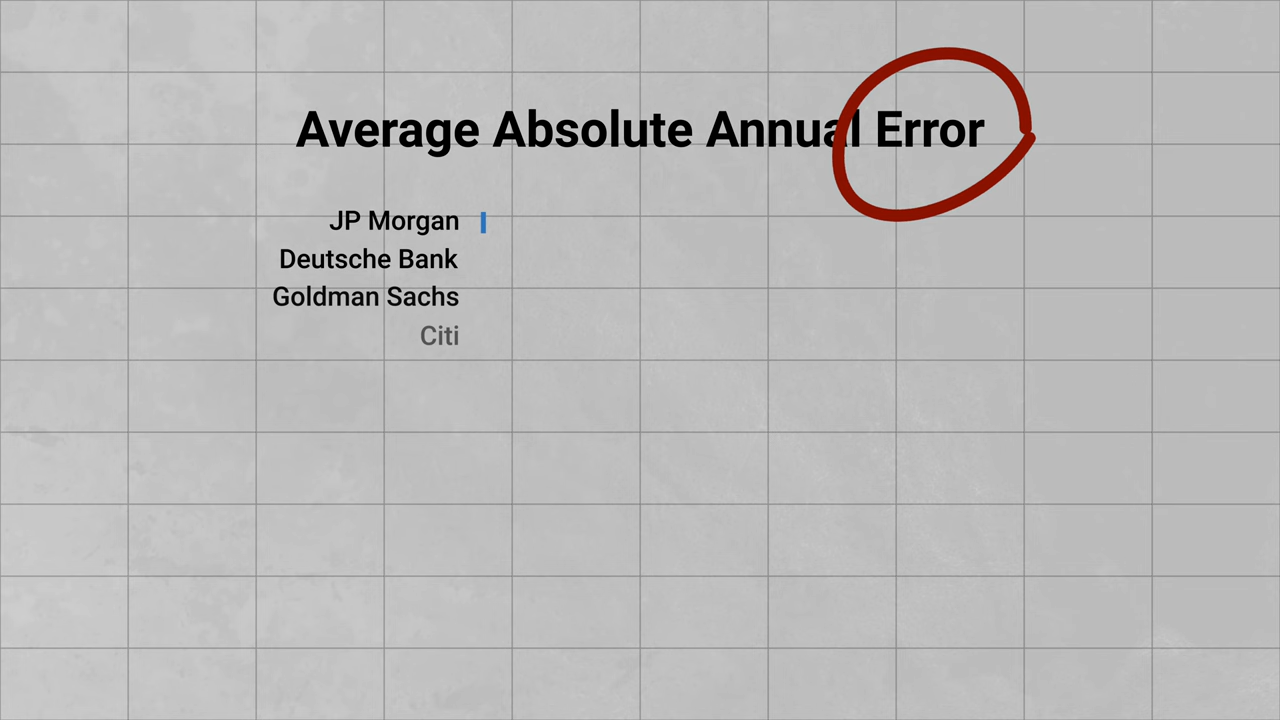 Average Absolute Annual Error
JP Morgan
Deutsche Bank
Goldman Sachs
Citi